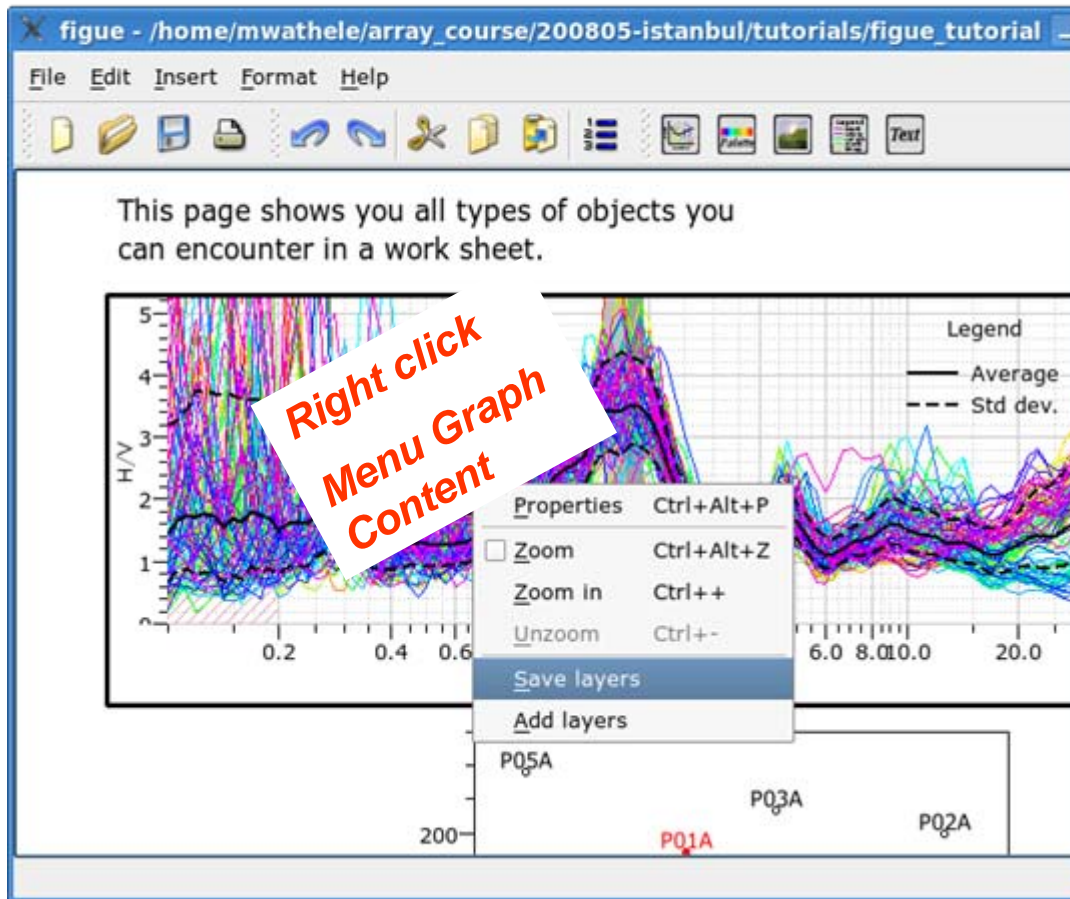 figue - /home/mwathele/array_course/200805-istanbul/tutorials/figue_tutorial
File Edit Insert Format Help
Text
This page shows you all types of objects you
can encounter in a work sheet.
5
4
3
2
1
0
H/V
Legend
Average
Std dev.
Right click
Menu Graph
Content
Properties Ctrl+Alt+P
Zoom Ctrl+Alt+Z
Zoom in Ctrl++
Unzoom Ctrl+-
Save layers
Add layers
0.2 0.4 0.6 6.0 8.0 10.0 20.0
P05A
P03A
P02A
200
P01A